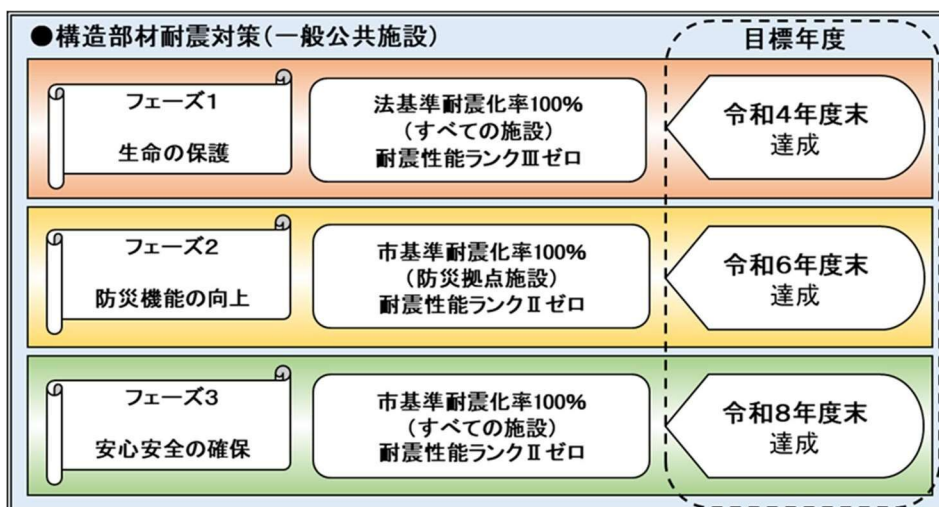 ●構造部材耐震対策(一般公共施設)
目標年度
フェーズ1
生命の保護
法基準耐震化率100%
(すべての施設)
耐震性能ランクⅢゼロ
令和4年度末
達成
フェーズ2
防災機能の向上
市基準耐震化率100%
(防災拠点施設)
耐震性能ランクⅡゼロ
令和6年度末
達成
フェーズ3
安心安全の確保
市基準耐震化率100%
(すべての施設)
耐震性能ランクⅡゼロ
令和8年度末
達成